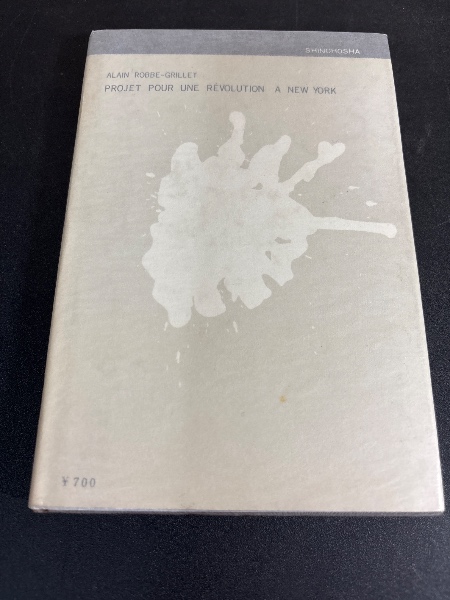 SHINCHOSHA
ALAIN ROBBE-GRILLET
PROJET POUR UNE RÉVOLUTION A NEW YORK
¥700